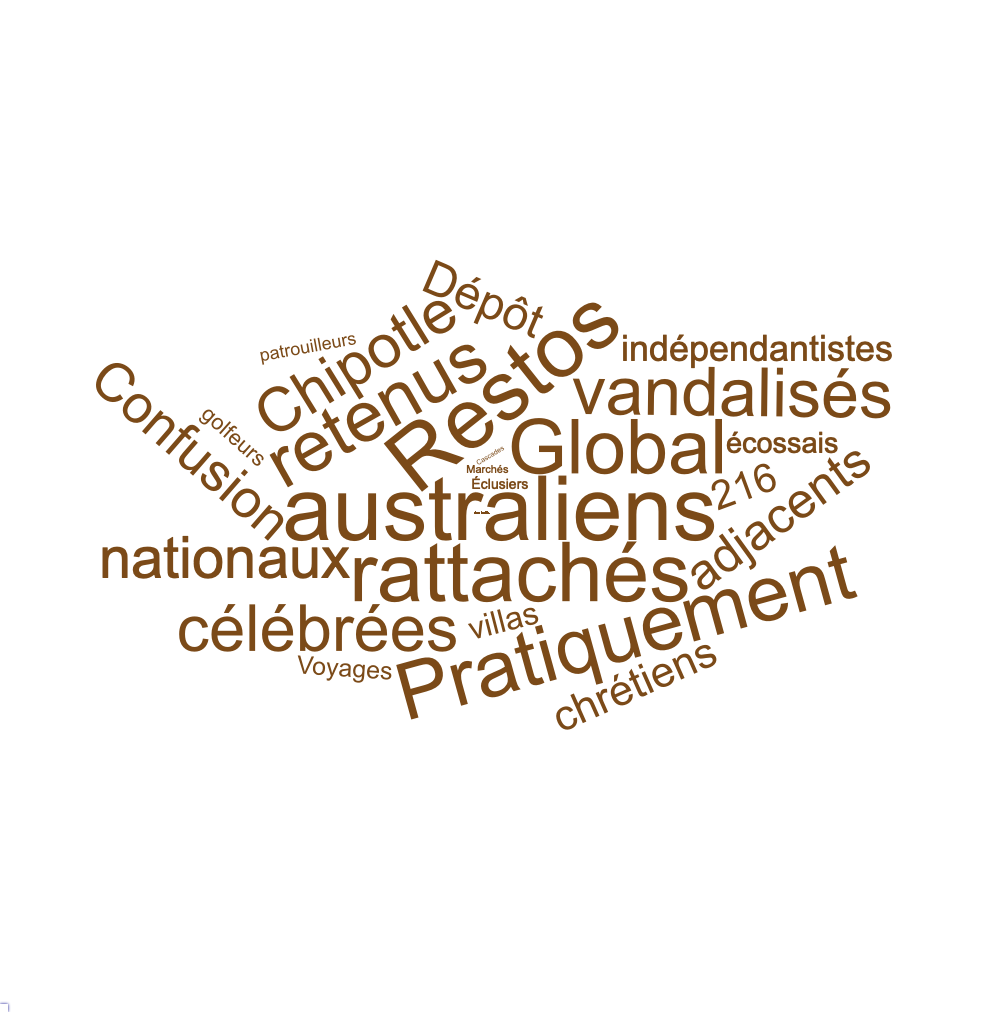 Dépôt
Chipotle
Restos
patrouilleurs
indépendantistes
retenus
Confusion
vandalisés
golfeurs
Global
écossais
Cascades
Marchés
Éclusiers
216
australiens
adjacents
nationaux
rattachés
Pratiquement
célébrées
villas
Voyages
chrétiens